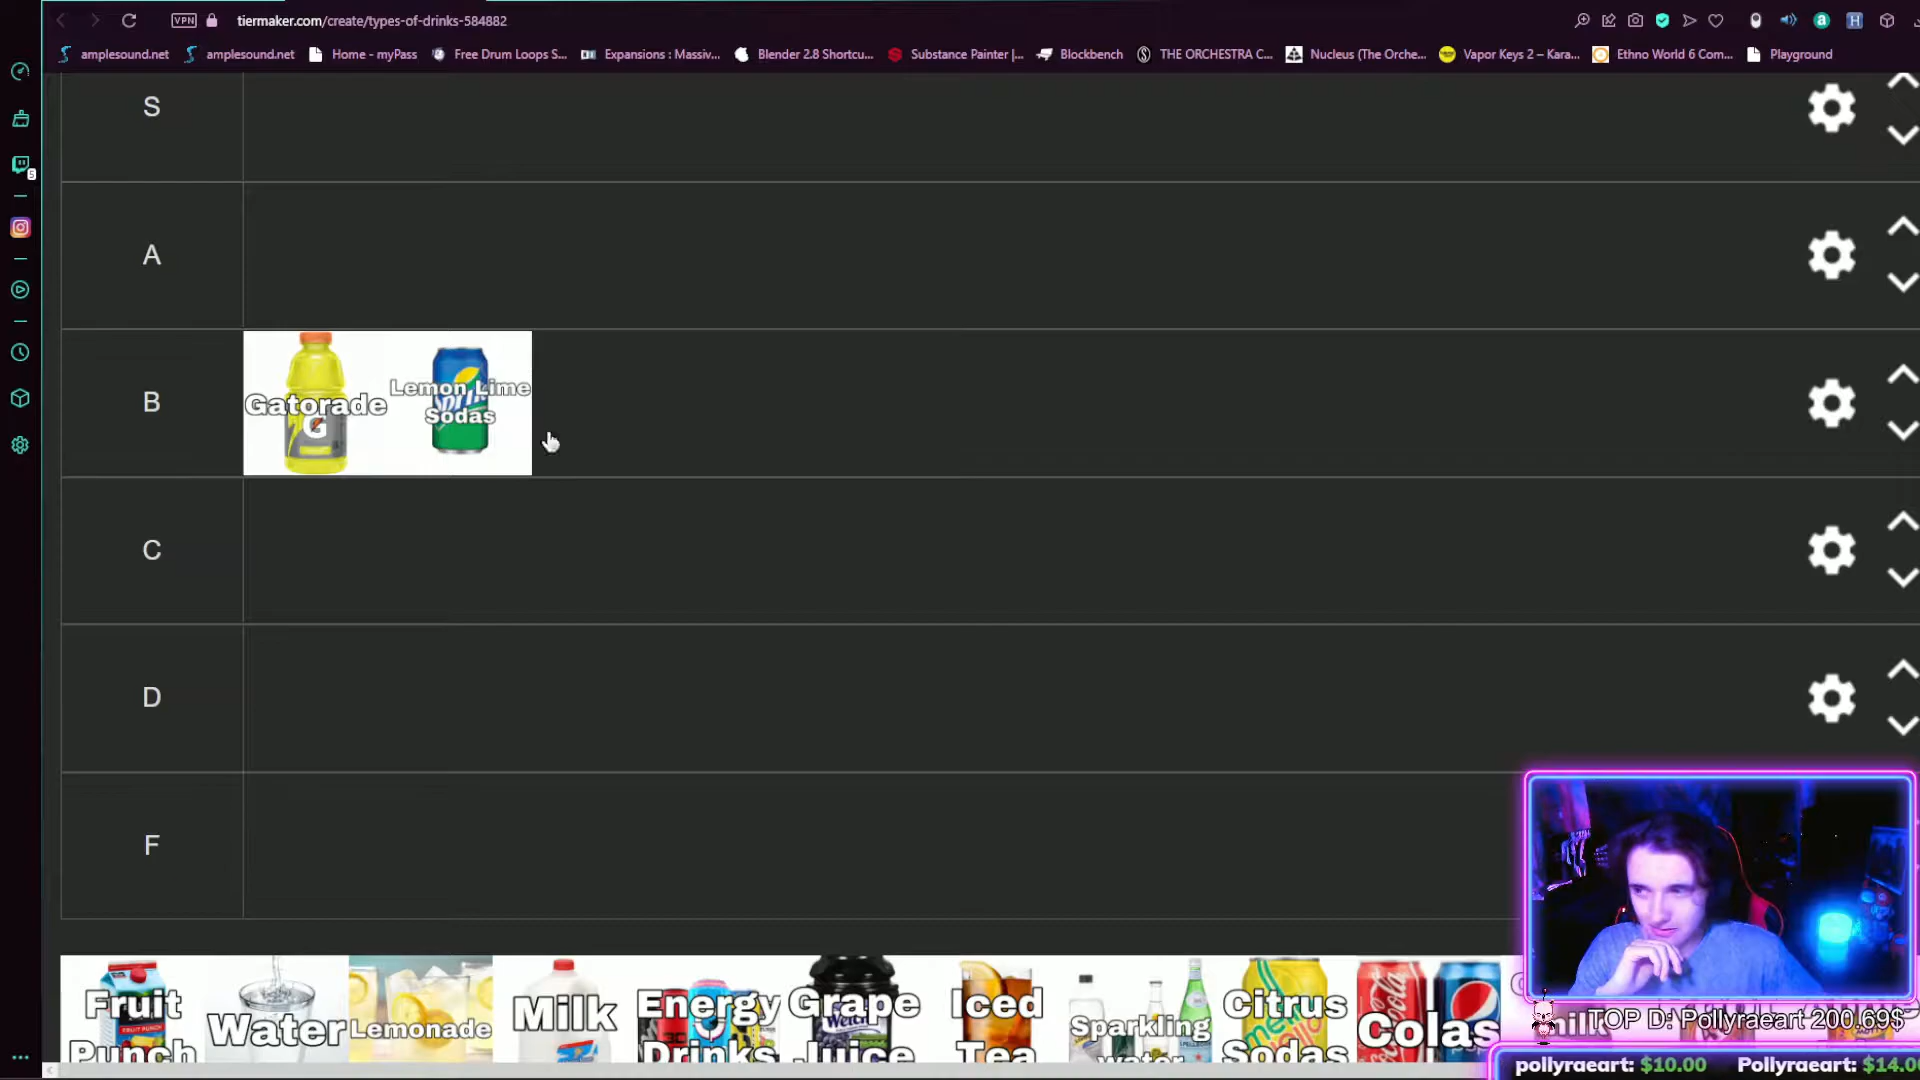 VPN tiermaker.com/create/types-of-drinks-584882
amplesound.net amplesound.net Home - myPass Free Drum Loops S... Expansions : Massiv... Blender 2.8 Shortcu... Substance Painter |... Blockbench THE ORCHESTRA C... Nucleus (The Orche... Vapor Keys 2 – Kara... Ethno World 6 Com... Playground
5
S
A
B
Gatorade
G
Lemon Lime
Sodas
C
D
F
Fruit
Punch
Water
Lemonade
Milk
Energy
Drinks
Grape
Juice
Iced
Tea
Sparkling
water
Citrus
Sodas
Colas
TOP D: Pollyraeart 200.69$
pollyraeart: $10.00 Pollyraeart: $14.0